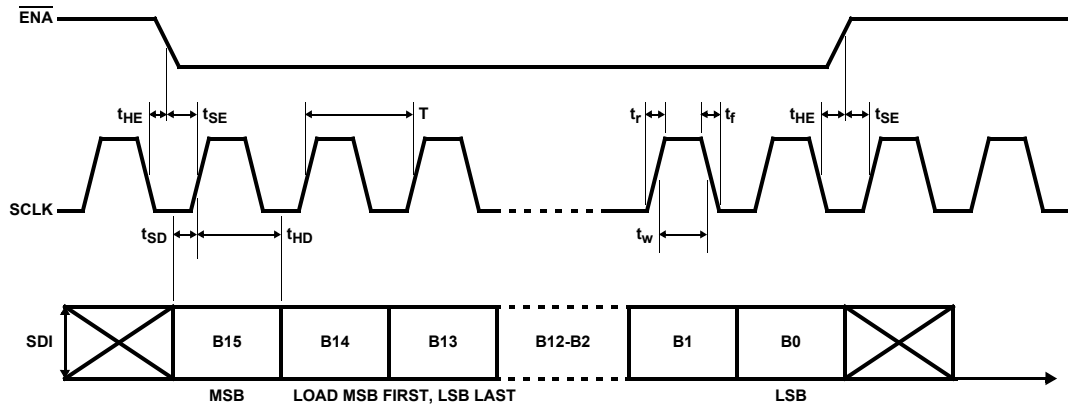 ENA
tHE tSE T tr tf tHE tSE
SCLK
tSD tHD tw
SDI B15 B14 B13 B12-B2 B1 B0
MSB LOAD MSB FIRST, LSB LAST LSB